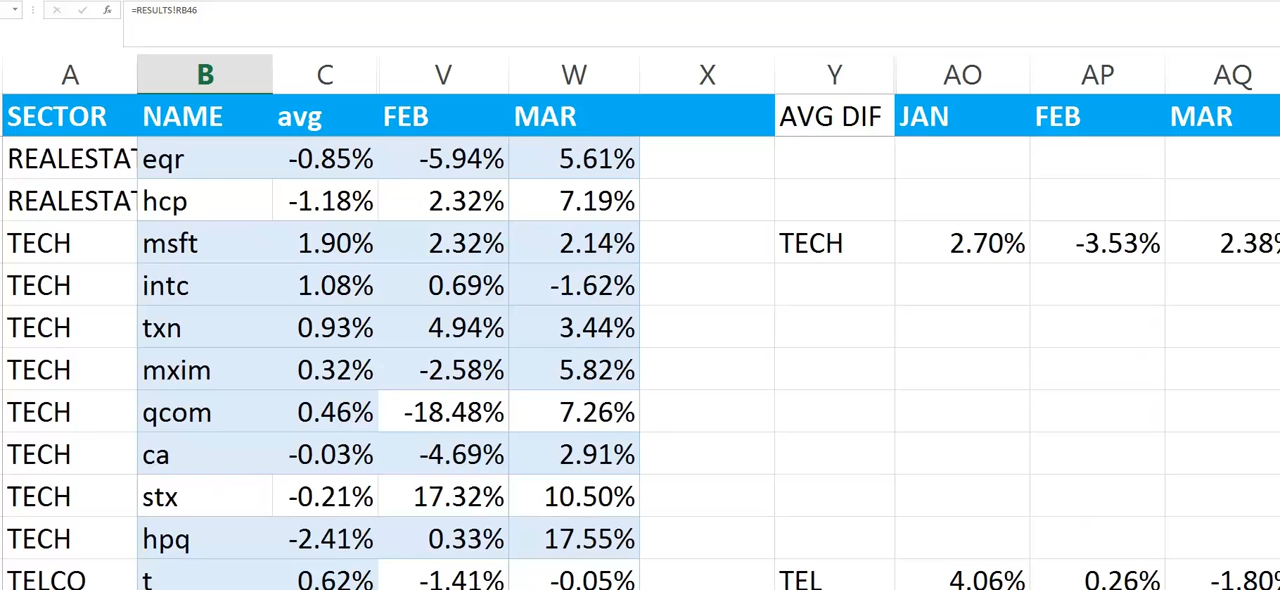 =RESULTS!RB46
A B C V W X Y AO AP AQ
SECTOR NAME avg FEB MAR AVG DIF JAN FEB MAR
REALESTAT eqr -0.85% -5.94% 5.61%
REALESTAT hcp -1.18% 2.32% 7.19%
TECH msft 1.90% 2.32% 2.14% TECH 2.70% -3.53% 2.38%
TECH intc 1.08% 0.69% -1.62%
TECH txn 0.93% 4.94% 3.44%
TECH mxim 0.32% -2.58% 5.82%
TECH qcom 0.46% -18.48% 7.26%
TECH ca -0.03% -4.69% 2.91%
TECH stx -0.21% 17.32% 10.50%
TECH hpq -2.41% 0.33% 17.55%
TELCO t 0.62% -1.41% -0.05% TEL 4.06% 0.26% -1.80%